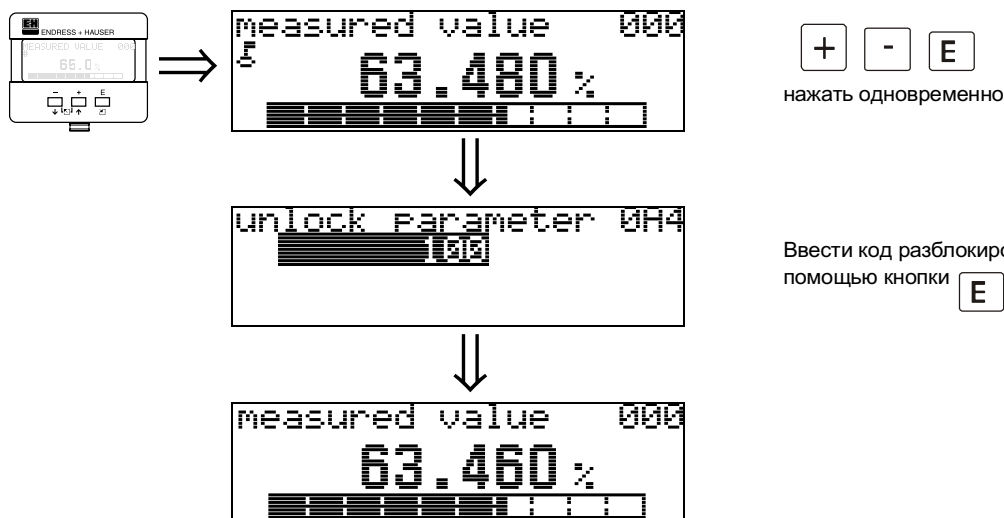 E+H
ENDRESS + HAUSER
MEASURED VALUE 000
65.0 %
- + E
measured value 000
63.480 %
+ - E
нажать одновременно
unlock parameter 0A4
100
Ввести код разблокиро
помощью кнопки E
measured value 000
63.460 %